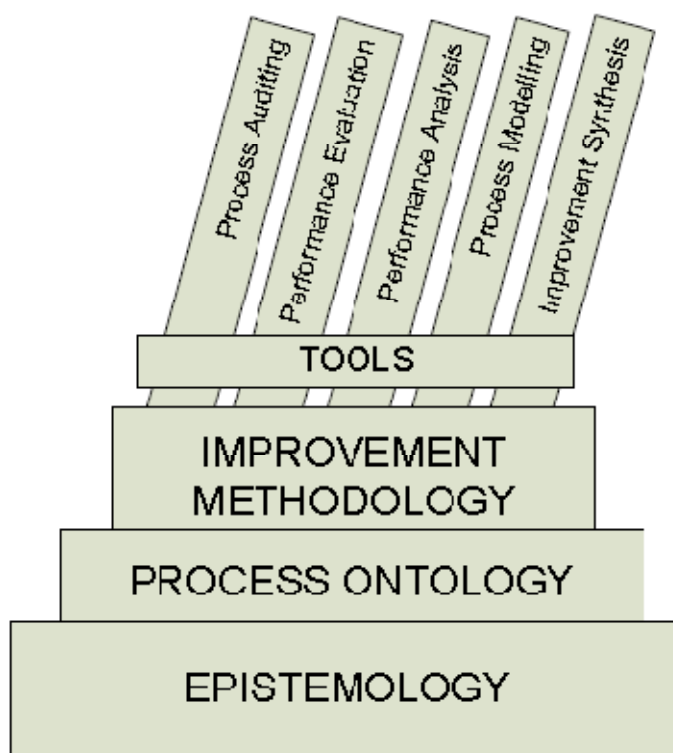 Process Auditing
Performance Evaluation
Performance Analysis
Process Modelling
Improvement Synthesis
TOOLS
IMPROVEMENT
METHODOLOGY
PROCESS ONTOLOGY
EPISTEMOLOGY